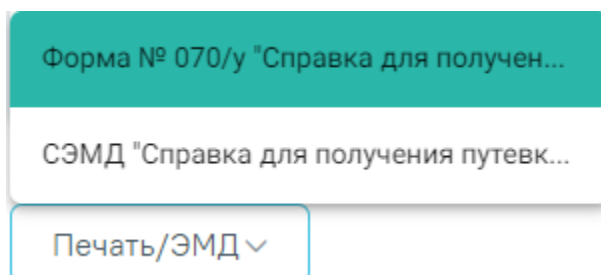 Форма № 070/у "Справка для получен...
СЭМД "Справка для получения путевк...
Печать/ЭМД